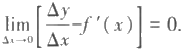 lim_{Δx→0} [Δy/Δx − f′(x)] = 0.